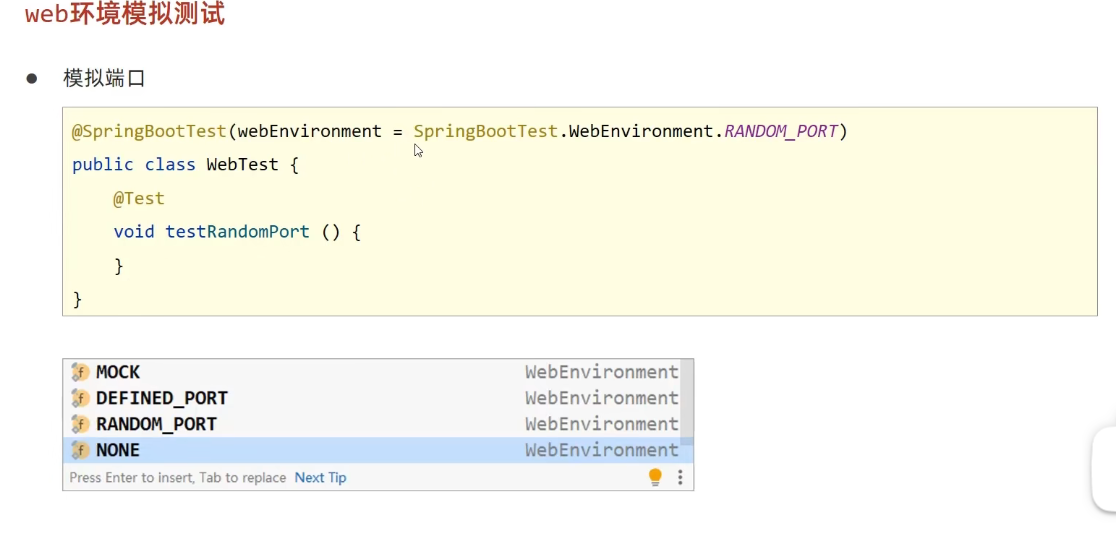 web环境模拟测试
● 模拟端口
@SpringBootTest(webEnvironment = SpringBootTest.WebEnvironment.RANDOM_PORT)
public class WebTest {
@Test
void testRandomPort () {
}
}
f MOCK WebEnvironment
f DEFINED_PORT WebEnvironment
f RANDOM_PORT WebEnvironment
f NONE WebEnvironment
Press Enter to insert, Tab to replace Next Tip